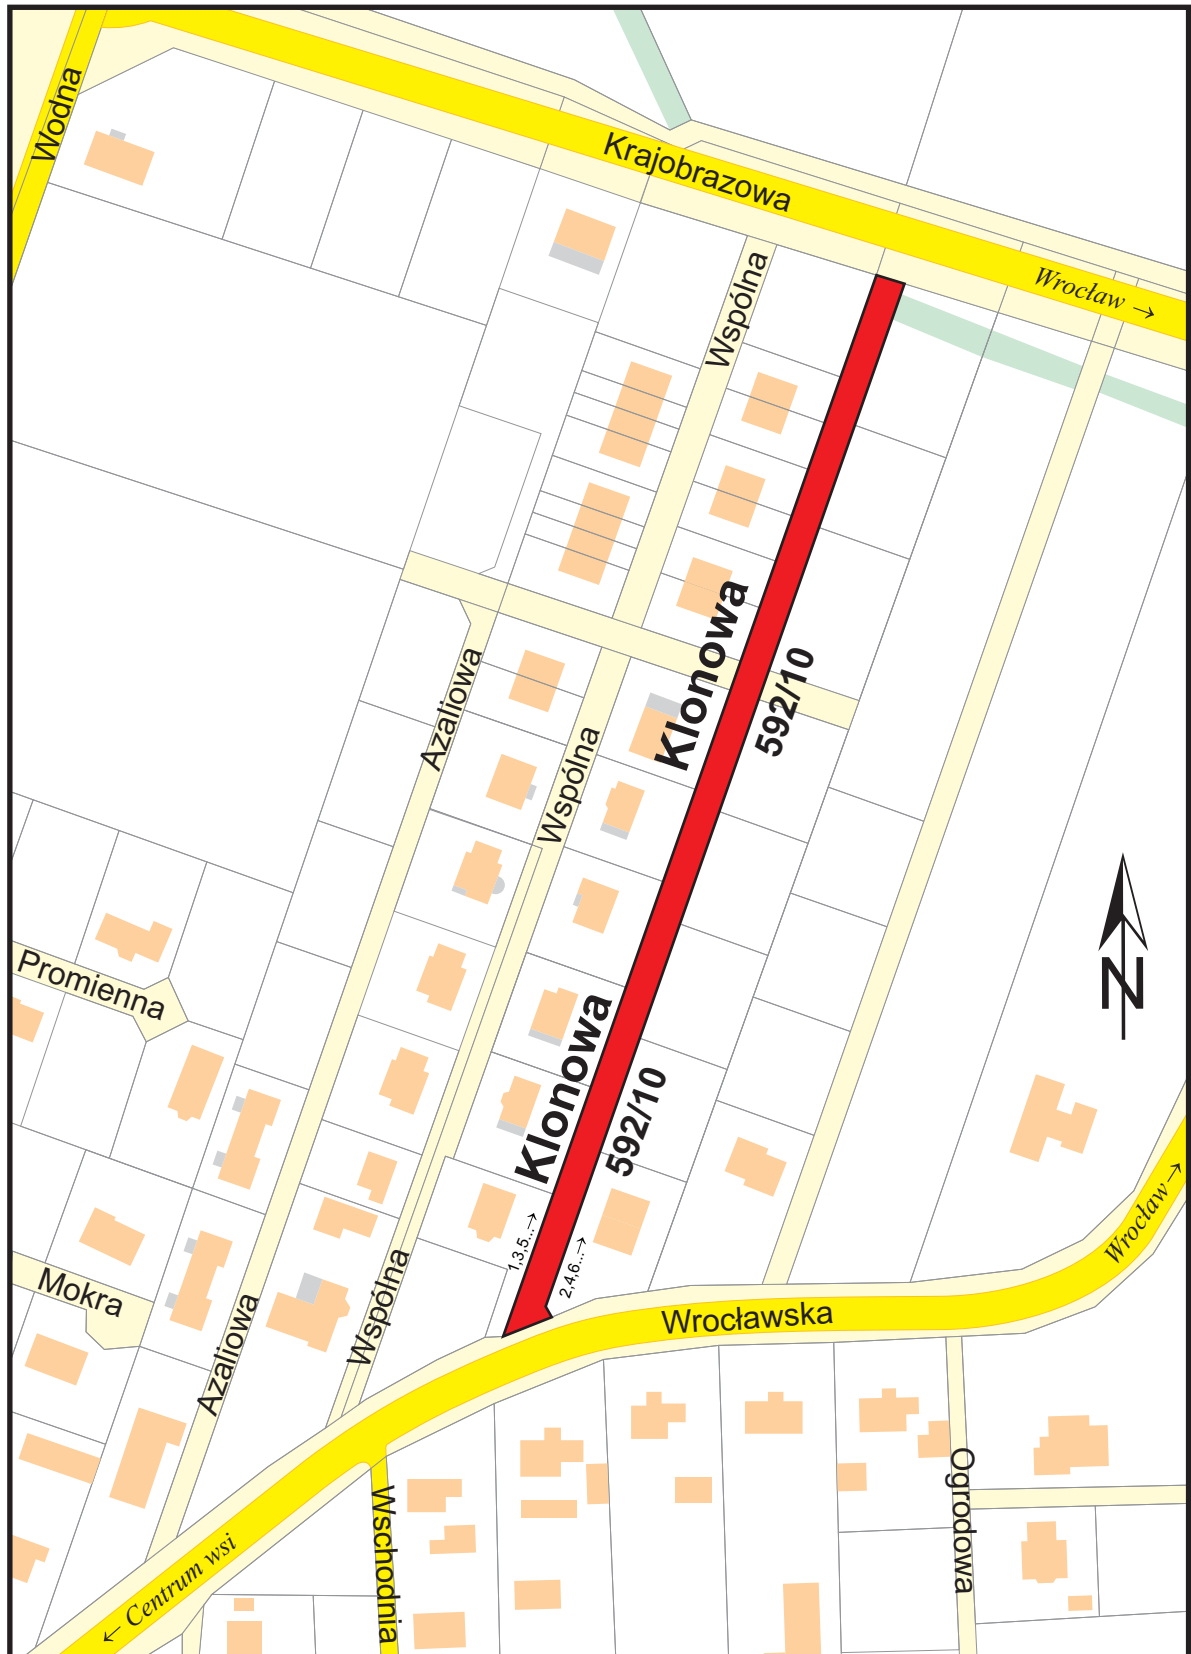 Wodna
Krajobrazowa
Wrocław →
Wspólna
Klonowa
592/10
Azaliowa
Wspólna
Promienna
N
Klonowa
592/10
1,3,5...→
2,4,6...→
Wrocław→
Mokra
Wspólna
Azaliowa
Wrocławska
Ogrodowa
Wschodnia
← Centrum wsi